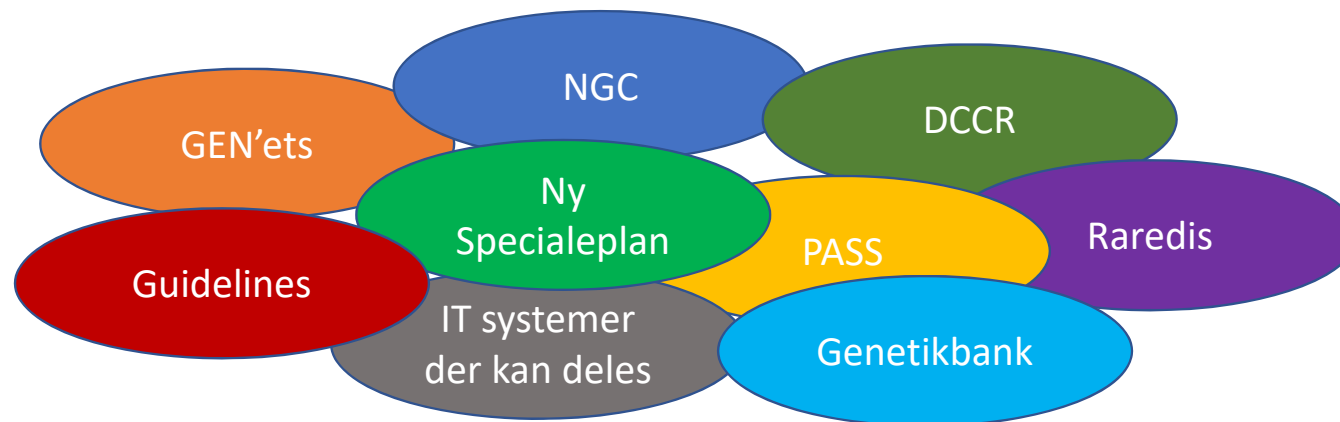 NGC
DCCR
GEN’ets
Ny
Specialeplan
PASS
Raredis
Guidelines
IT systemer
der kan deles
Genetikbank